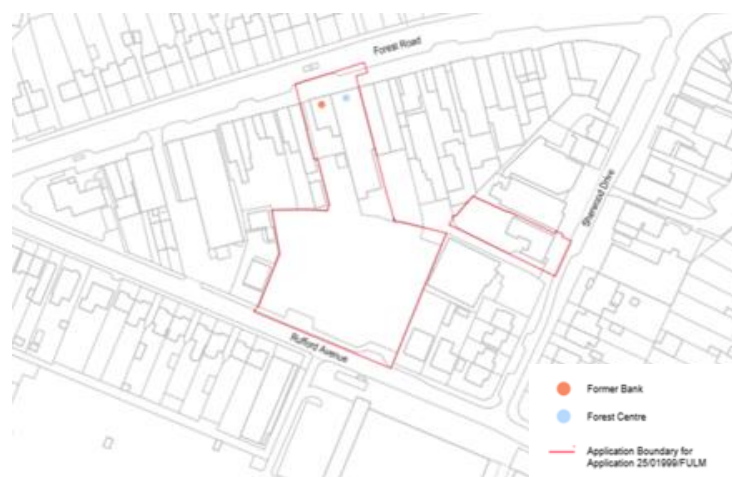 Forest Road
Sherwood Drive
Rufford Avenue
Former Bank
Forest Centre
Application Boundary for
Application 25/01999/FULM